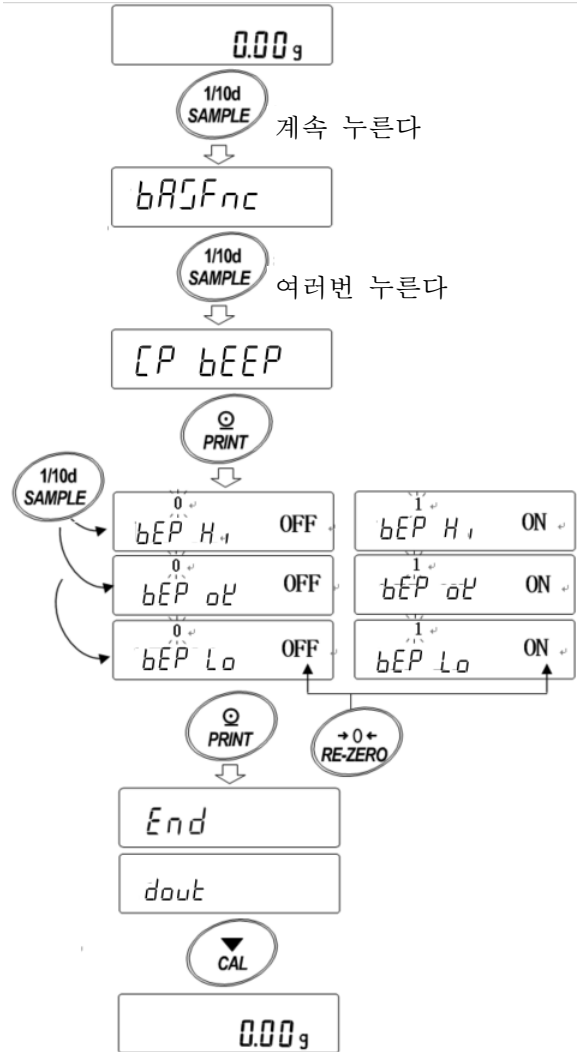 0.00 g
1/10d
SAMPLE
계속 누른다
bASFnc
1/10d
SAMPLE
여러번 누른다
CP bEEP
PRINT
1/10d
SAMPLE
0
bEP Hi OFF
1
bEP Hi ON
0
bEP oK OFF
1
bEP oK ON
0
bEP Lo OFF
1
bEP Lo ON
PRINT
→0←
RE-ZERO
End
dout
CAL
0.00 g